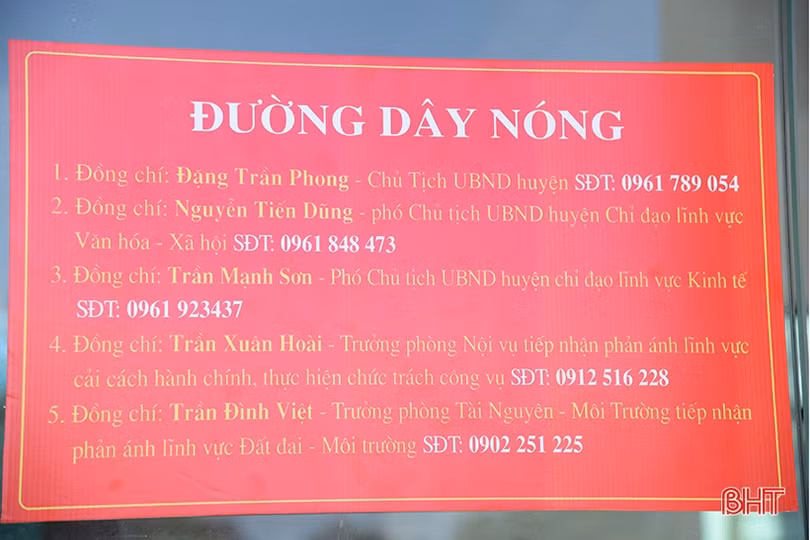 ĐƯỜNG DÂY NÓNG
1. Đồng chí: Đặng Trần Phong - Chủ Tịch UBND huyện SĐT: 0961 789 054
2. Đồng chí: Nguyễn Tiến Dũng - phó Chủ tịch UBND huyện Chỉ đạo lĩnh vực
Văn hóa - Xã hội SĐT: 0961 848 473
3. Đồng chí: Trần Mạnh Sơn - Phó Chủ tich UBND huyện chỉ đạo lĩnh vực Kinh tế
SĐT: 0961 923437
4. Đồng chí: Trần Xuân Hoài - Trưởng phòng Nội vụ tiếp nhận phản ánh lĩnh vực
cải cách hành chính, thực hiện chức trách công vụ SĐT: 0912 516 228
5. Đồng chí: Trần Đình Việt - Trưởng phòng Tài Nguyên - Môi Trường tiếp nhận
phản ánh lĩnh vực Đất đai - Môi trường SĐT: 0902 251 225
BHT